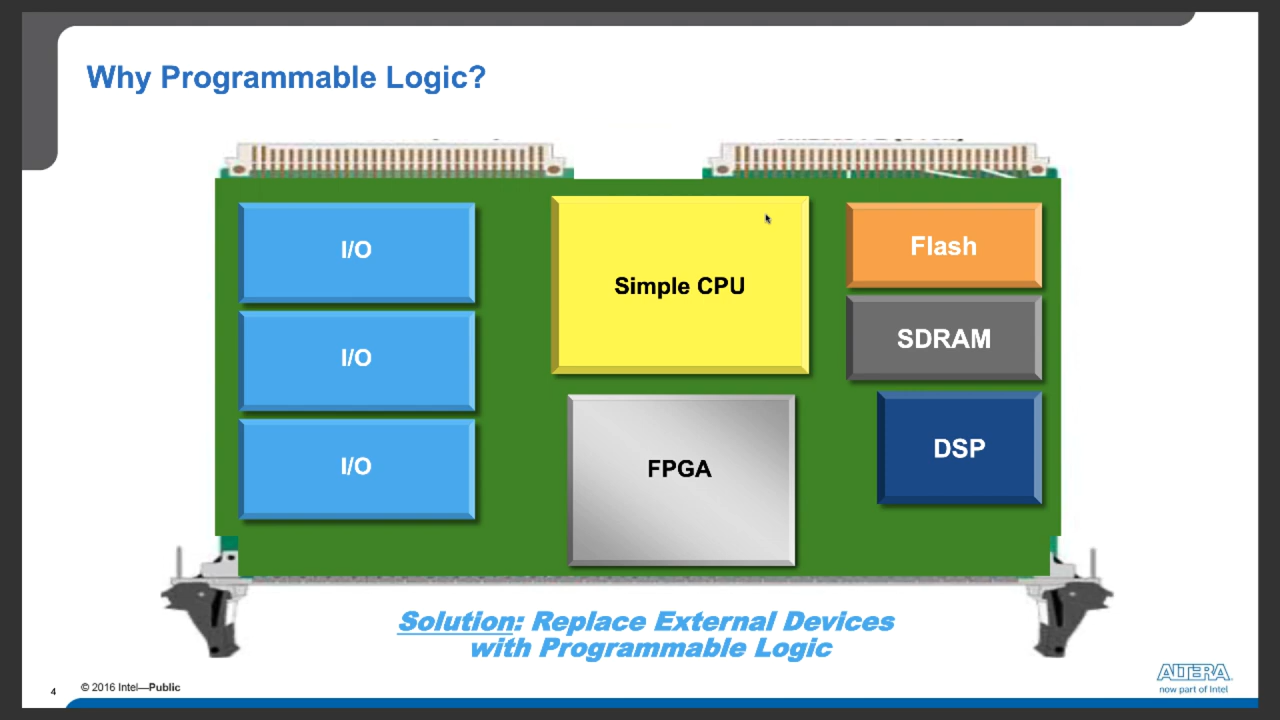 Why Programmable Logic?
I/O
I/O
I/O
Simple CPU
FPGA
Flash
SDRAM
DSP
Solution: Replace External Devices
with Programmable Logic
4
© 2016 Intel—Public
ALTERA
now part of Intel